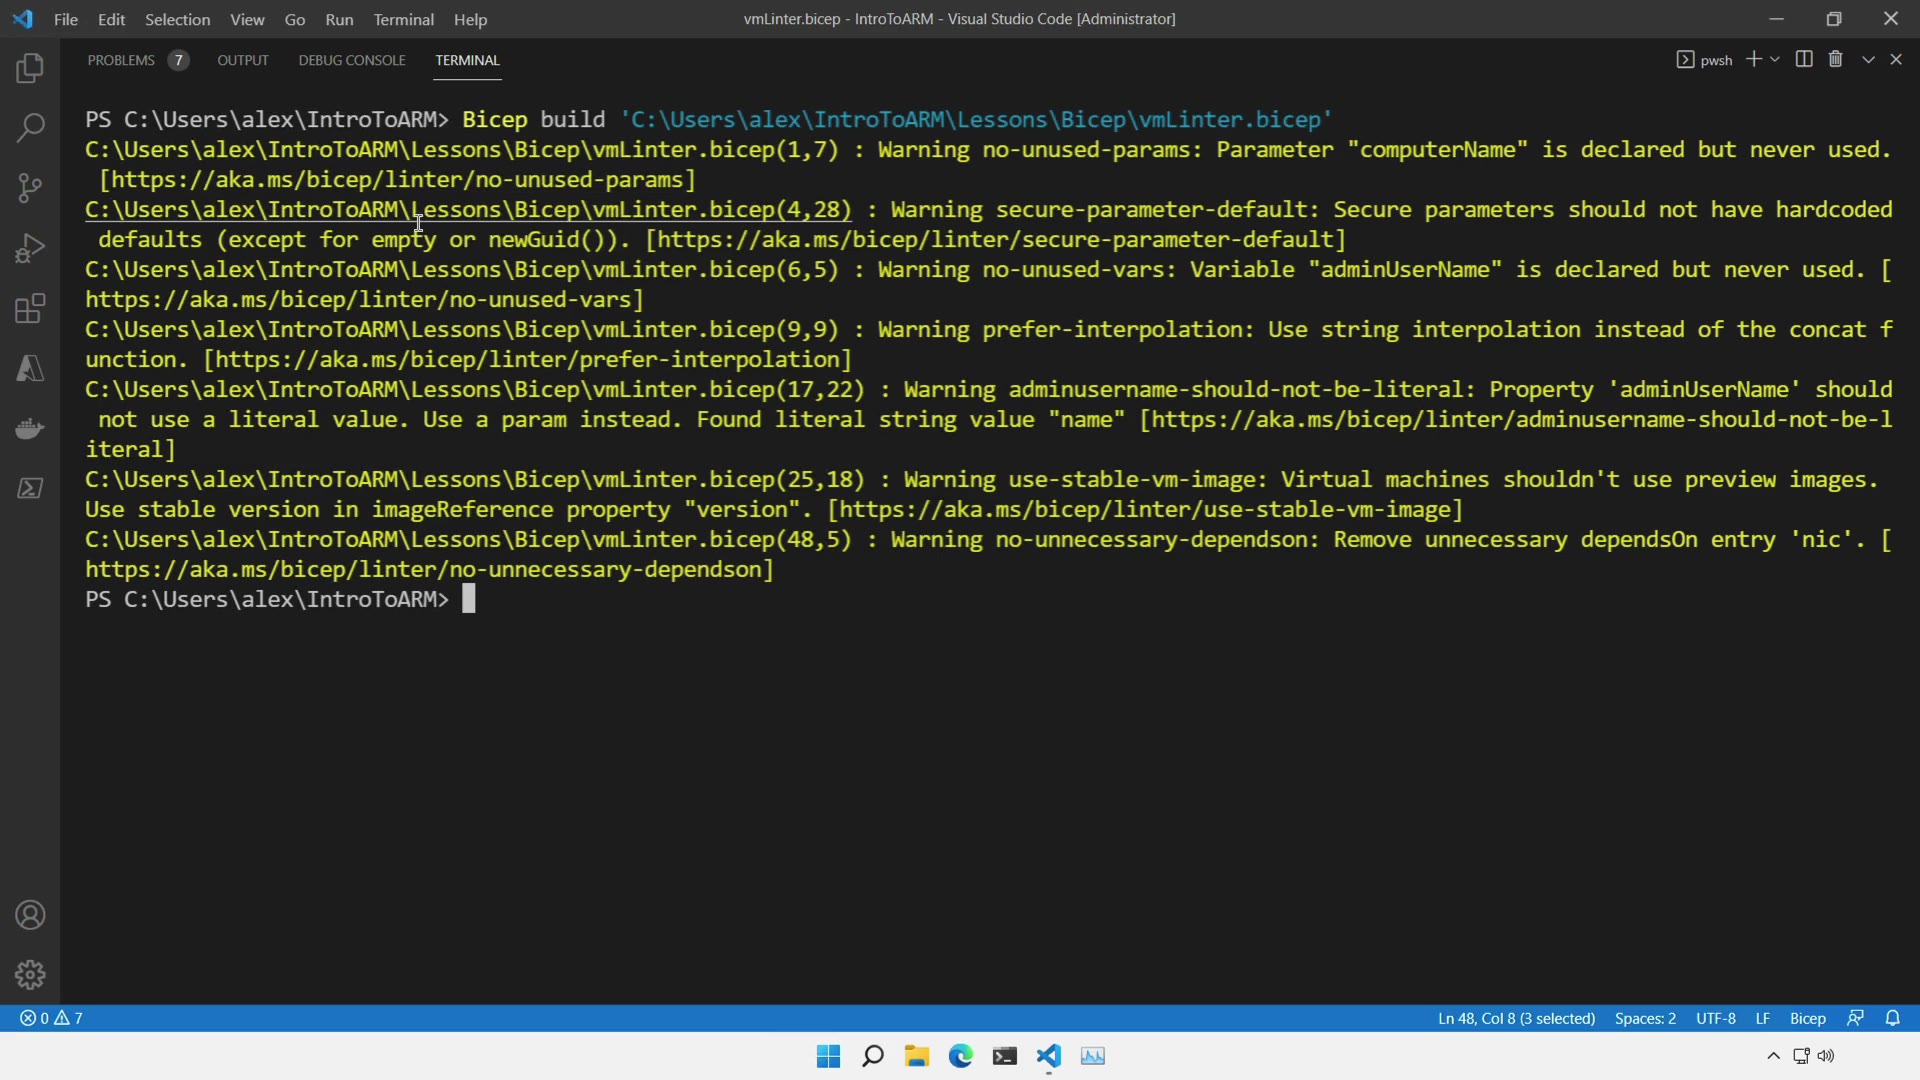 File Edit Selection View Go Run Terminal Help
vmLinter.bicep - IntroToARM - Visual Studio Code [Administrator]
PROBLEMS 7 OUTPUT DEBUG CONSOLE TERMINAL
pwsh
PS C:\Users\alex\IntroToARM> Bicep build 'C:\Users\alex\IntroToARM\Lessons\Bicep\vmLinter.bicep'
C:\Users\alex\IntroToARM\Lessons\Bicep\vmLinter.bicep(1,7) : Warning no-unused-params: Parameter "computerName" is declared but never used.
[https://aka.ms/bicep/linter/no-unused-params]
C:\Users\alex\IntroToARM\Lessons\Bicep\vmLinter.bicep(4,28) : Warning secure-parameter-default: Secure parameters should not have hardcoded
defaults (except for empty or newGuid()). [https://aka.ms/bicep/linter/secure-parameter-default]
C:\Users\alex\IntroToARM\Lessons\Bicep\vmLinter.bicep(6,5) : Warning no-unused-vars: Variable "adminUserName" is declared but never used. [
https://aka.ms/bicep/linter/no-unused-vars]
C:\Users\alex\IntroToARM\Lessons\Bicep\vmLinter.bicep(9,9) : Warning prefer-interpolation: Use string interpolation instead of the concat f
unction. [https://aka.ms/bicep/linter/prefer-interpolation]
C:\Users\alex\IntroToARM\Lessons\Bicep\vmLinter.bicep(17,22) : Warning adminusername-should-not-be-literal: Property 'adminUserName' should
not use a literal value. Use a param instead. Found literal string value "name" [https://aka.ms/bicep/linter/adminusername-should-not-be-l
iteral]
C:\Users\alex\IntroToARM\Lessons\Bicep\vmLinter.bicep(25,18) : Warning use-stable-vm-image: Virtual machines shouldn't use preview images.
Use stable version in imageReference property "version". [https://aka.ms/bicep/linter/use-stable-vm-image]
C:\Users\alex\IntroToARM\Lessons\Bicep\vmLinter.bicep(48,5) : Warning no-unnecessary-dependson: Remove unnecessary dependsOn entry 'nic'. [
https://aka.ms/bicep/linter/no-unnecessary-dependson]
PS C:\Users\alex\IntroToARM>
0 7 Ln 48, Col 8 (3 selected) Spaces: 2 UTF-8 LF Bicep